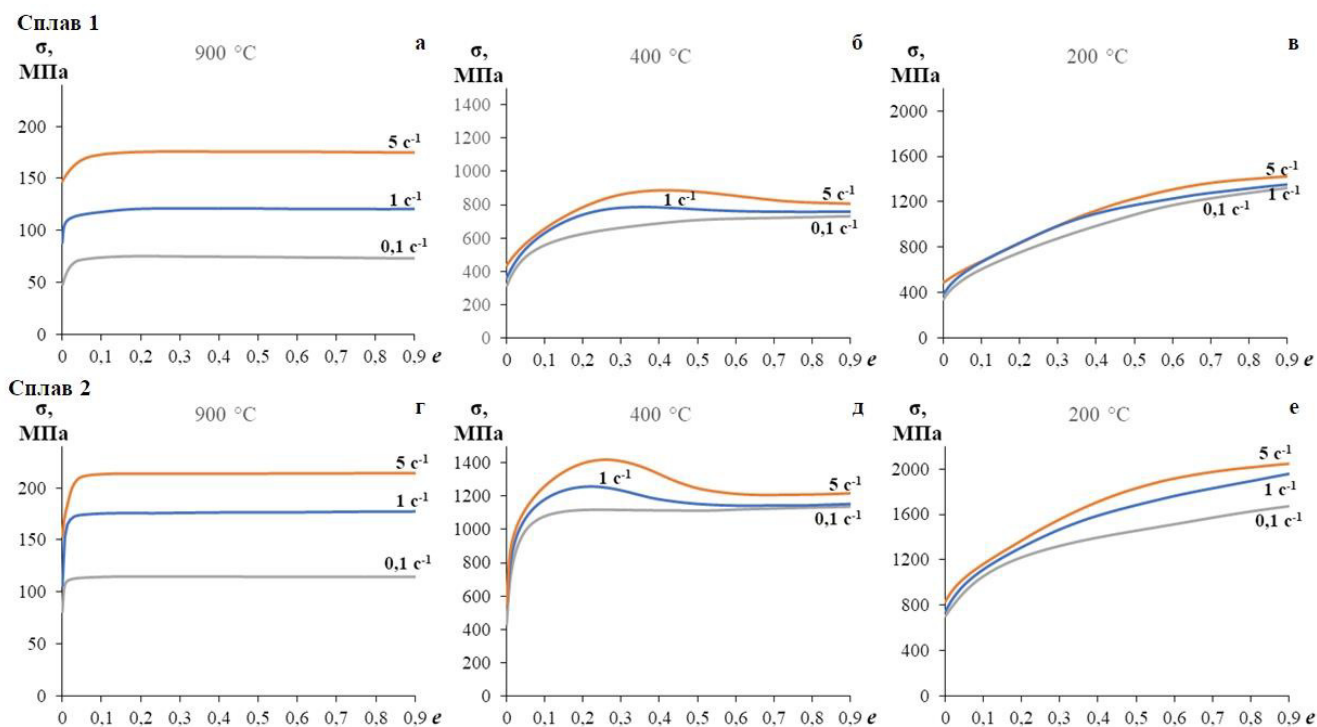 Сплав 1
σ, МПа 900 °C а
200
150
100
50
0
5 с-1
1 с-1
0,1 с-1
0 0,1 0,2 0,3 0,4 0,5 0,6 0,7 0,8 0,9 e
σ, МПа 400 °C б
1400
1200
1000
800
600
400
200
0
1 с-1
5 с-1
0,1 с-1
0 0,1 0,2 0,3 0,4 0,5 0,6 0,7 0,8 0,9 e
σ, МПа 200 °C в
2000
1600
1200
800
400
0
5 с-1
1 с-1
0,1 с-1
0 0,1 0,2 0,3 0,4 0,5 0,6 0,7 0,8 0,9 e
Сплав 2
σ, МПа 900 °C г
200
150
100
50
0
5 с-1
1 с-1
0,1 с-1
0 0,1 0,2 0,3 0,4 0,5 0,6 0,7 0,8 0,9 e
σ, МПа 400 °C д
1400
1200
1000
800
600
400
200
0
1 с-1
5 с-1
0,1 с-1
0 0,1 0,2 0,3 0,4 0,5 0,6 0,7 0,8 0,9 e
σ, МПа 200 °C е
2000
1600
1200
800
400
0
5 с-1
1 с-1
0,1 с-1
0 0,1 0,2 0,3 0,4 0,5 0,6 0,7 0,8 0,9 e